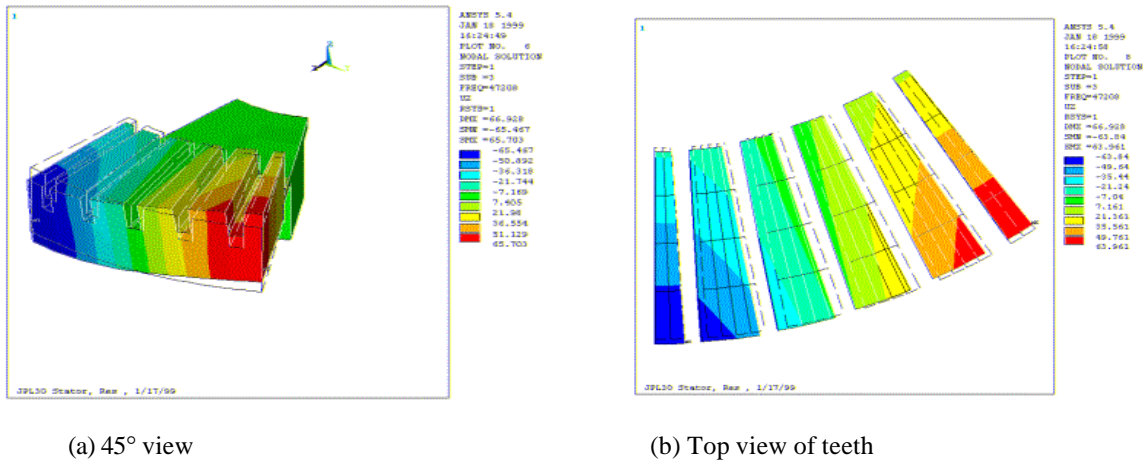 1
ANSYS 5.4
JAN 18 1999
16:24:49
PLOT NO. 6
NODAL SOLUTION
STEP=1
SUB =3
FREQ=47208
UZ
RSYS=1
DMX =66.928
SMN =-65.467
SMX =65.703
-65.467
-50.892
-36.318
-21.744
-7.169
7.405
21.98
36.554
51.129
65.703
JPL30 Stator, Res , 1/17/99
(a) 45° view
1
ANSYS 5.4
JAN 18 1999
16:24:58
PLOT NO. 8
NODAL SOLUTION
STEP=1
SUB =3
FREQ=47208
UZ
RSYS=1
DMX =66.928
SMN =-63.84
SMX =63.961
-63.84
-49.64
-35.44
-21.24
-7.04
7.161
21.361
35.561
49.761
63.961
JPL30 Stator, Res , 1/17/99
(b) Top view of teeth